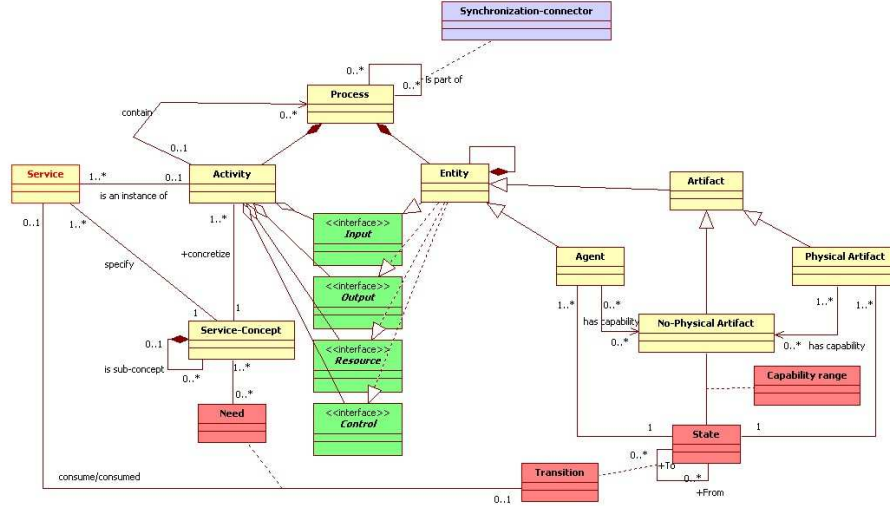 Synchronization-connector
0..*
is part of
0..*
Process
0..*
contain
0..1
Service
1..*
0..1
is an instance of
Activity
Entity
Artifact
0..1
1..*
1..*
+concretize
specify
<<interface>>
Input
<<interface>>
Output
<<interface>>
Resource
<<interface>>
Control
Agent
Physical Artifact
1..*
0..*
1..*
1..*
has capability
0..*
No-Physical Artifact
0..*
has capability
1
1
Service-Concept
0..1
is sub-concept
0..*
1..*
0..*
Need
Capability range
1
1
State
0..*
+To
0..*
+From
Transition
consume/consumed
0..1